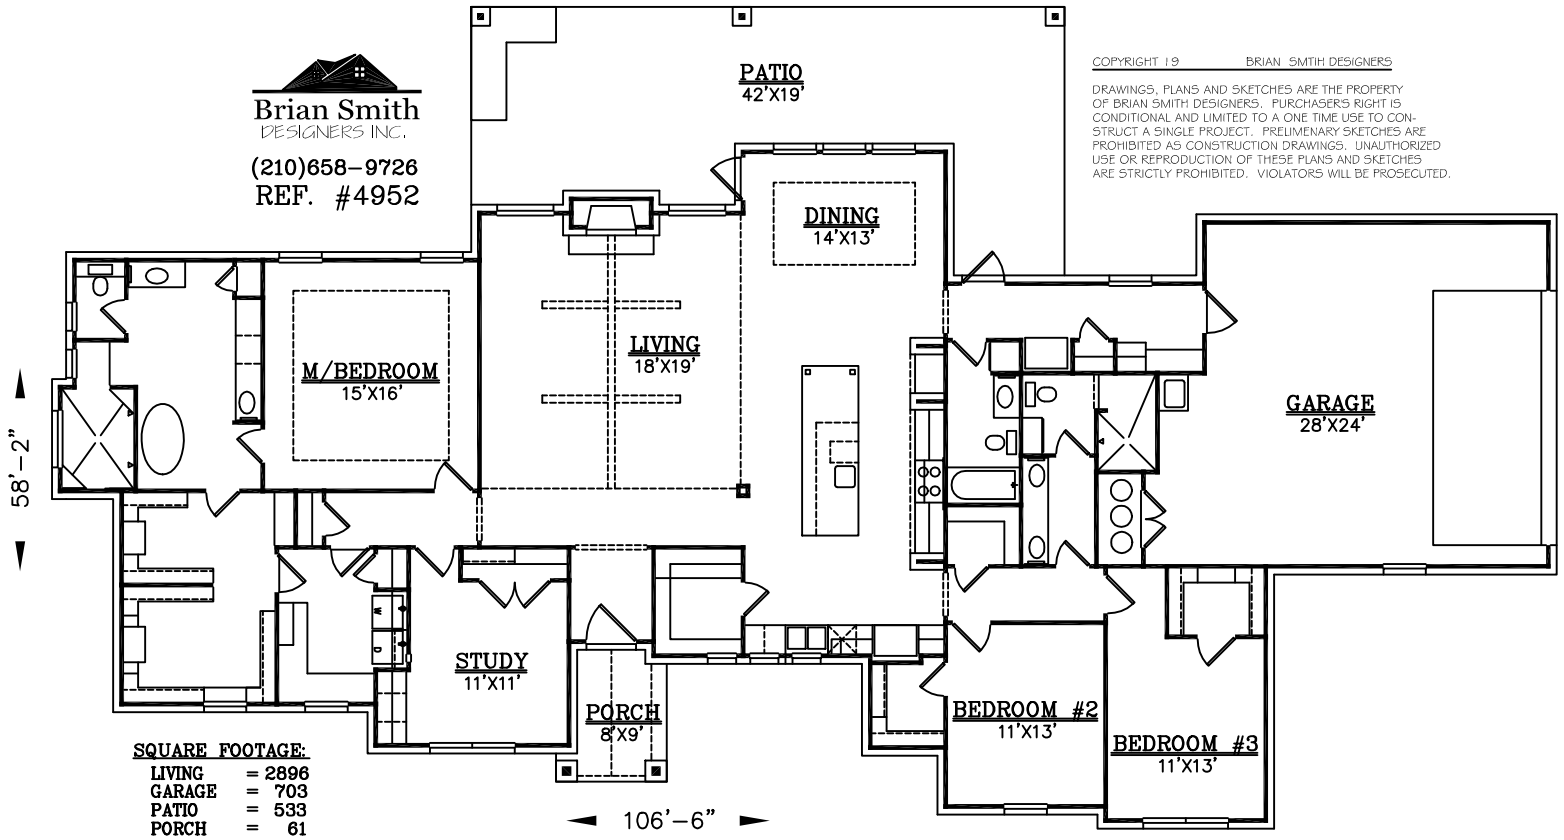 Brian Smith
DESIGNERS INC.
(210)658-9726
REF. #4952
COPYRIGHT 19 BRIAN SMTIH DESIGNERS
DRAWINGS, PLANS AND SKETCHES ARE THE PROPERTY
OF BRIAN SMITH DESIGNERS. PURCHASERS RIGHT IS
CONDITIONAL AND LIMITED TO A ONE TIME USE TO CON-
STRUCT A SINGLE PROJECT. PRELIMENARY SKETCHES ARE
PROHIBITED AS CONSTRUCTION DRAWINGS. UNAUTHORIZED
USE OR REPRODUCTION OF THESE PLANS AND SKETCHES
ARE STRICTLY PROHIBITED. VIOLATORS WILL BE PROSECUTED.
PATIO
42'X19'
DINING
14'X13'
LIVING
18'X19'
M/BEDROOM
15'X16'
GARAGE
28'X24'
58'-2"
W
D
STUDY
11'X11'
PORCH
8'X9'
BEDROOM #2
11'X13'
BEDROOM #3
11'X13'
SQUARE FOOTAGE:
LIVING = 2896
GARAGE = 703
PATIO = 533
PORCH = 61
106'-6"